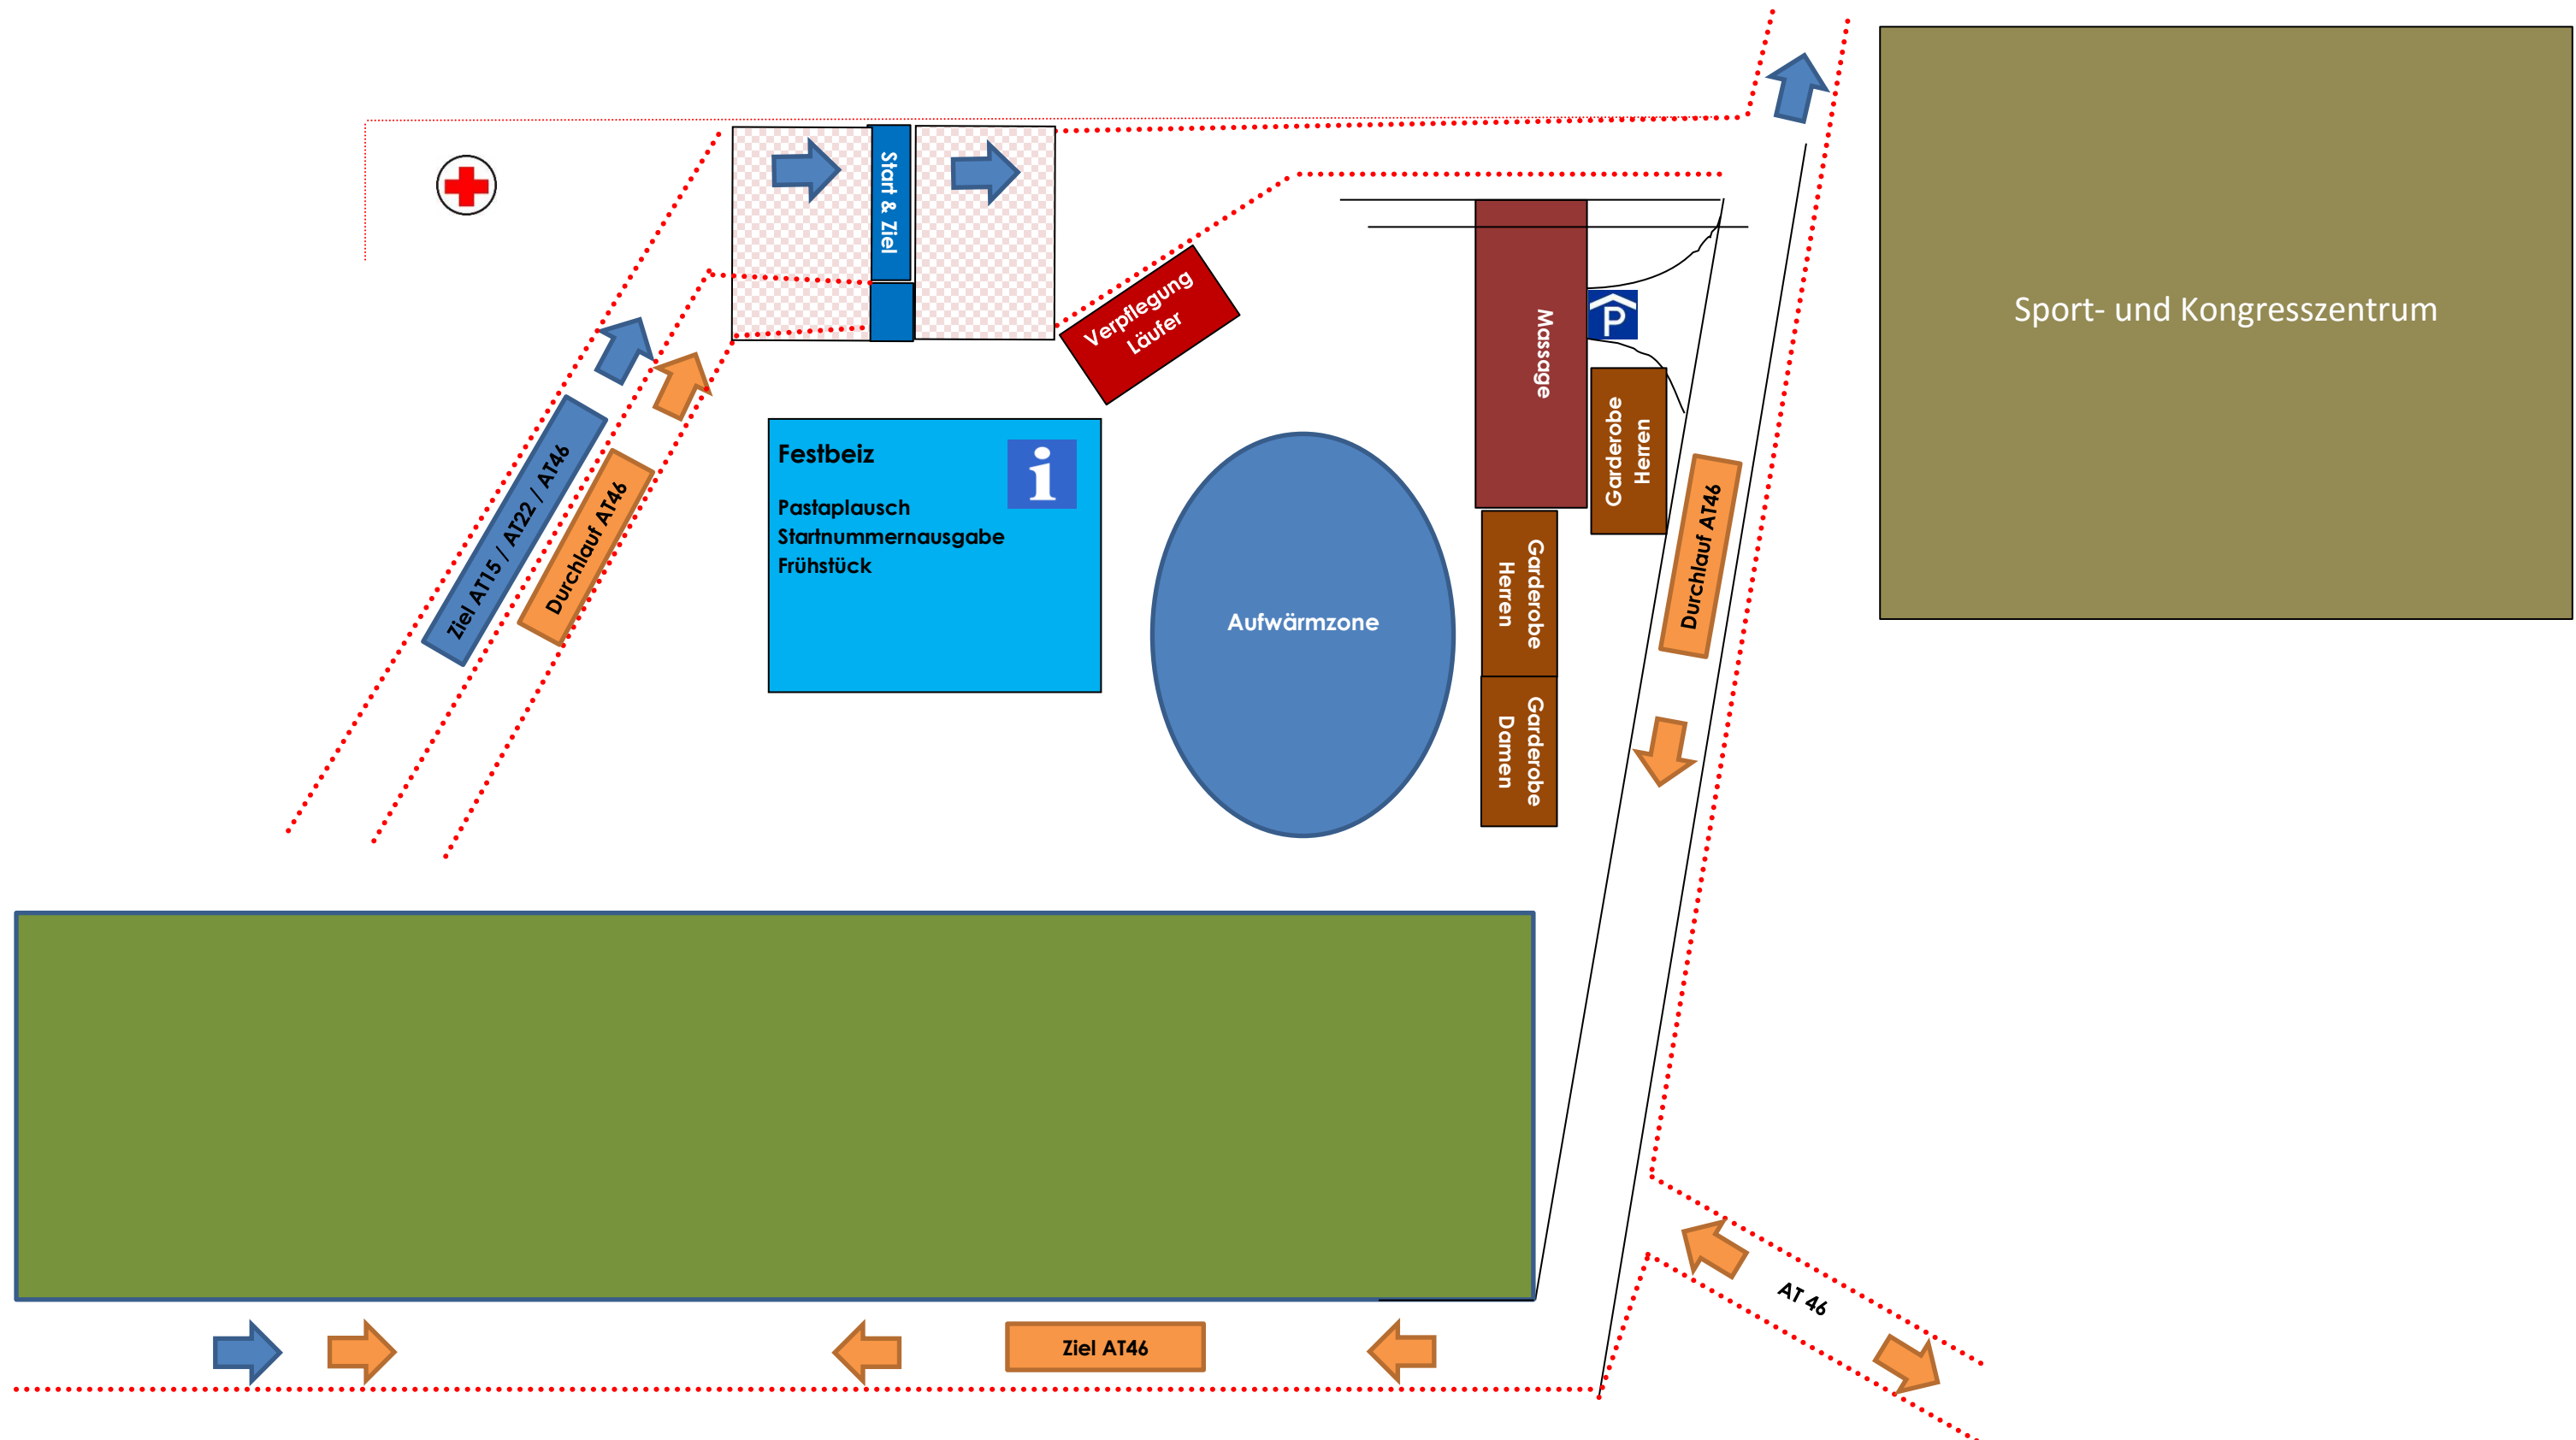 Sport- und Kongresszentrum
Start & Ziel
Verpflegung
Läufer
Massage
P
Garderobe
Herren
Ziel AT15 / AT22 / AT46
Durchlauf AT46
Festbeiz
i
Pastaplausch
Startnummernausgabe
Frühstück
Aufwärmzone
Garderobe
Herren
Garderobe
Damen
Durchlauf AT46
AT 46
Ziel AT46